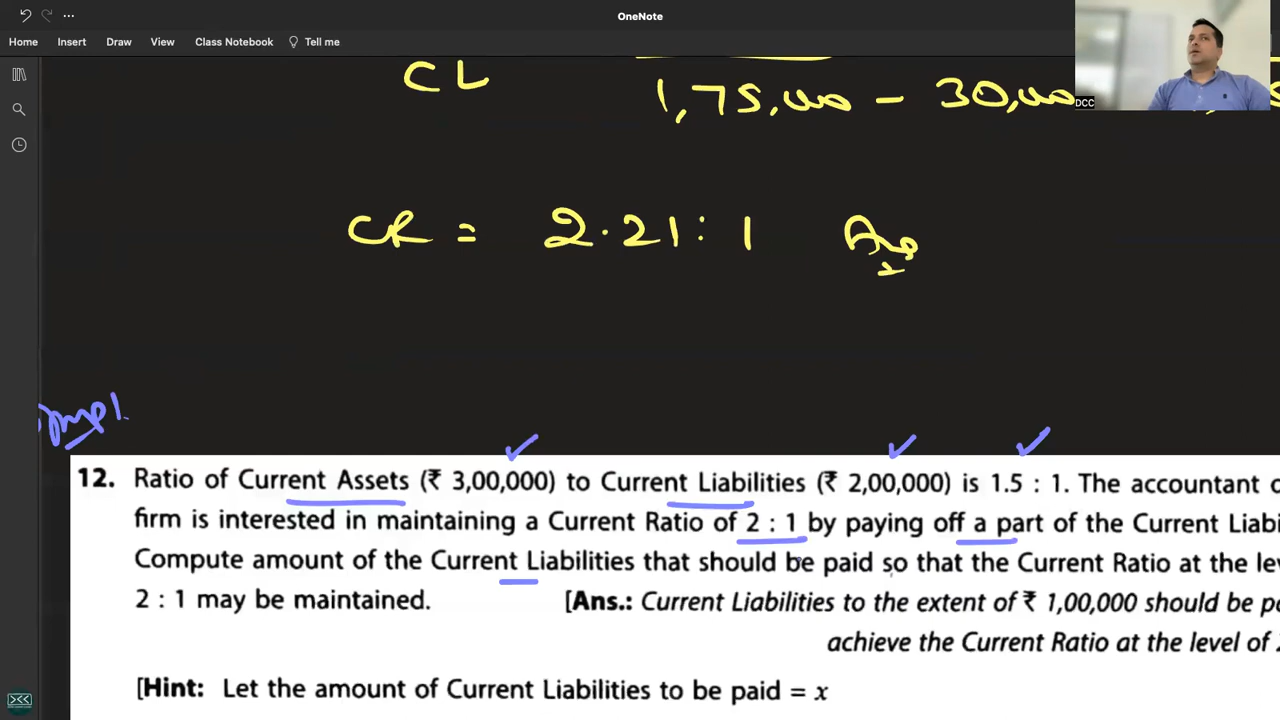 OneNote
Home Insert Draw View Class Notebook Tell me
DCC
CL
1,75,000 - 30,000
CR = 2.21 : 1 Ans
Imp1.
12. Ratio of Current Assets (₹ 3,00,000) to Current Liabilities (₹ 2,00,000) is 1.5 : 1. The accountant o
firm is interested in maintaining a Current Ratio of 2 : 1 by paying off a part of the Current Liabi
Compute amount of the Current Liabilities that should be paid so that the Current Ratio at the le
2 : 1 may be maintained. [Ans.: Current Liabilities to the extent of ₹ 1,00,000 should be p
achieve the Current Ratio at the level of 2
[Hint: Let the amount of Current Liabilities to be paid = x